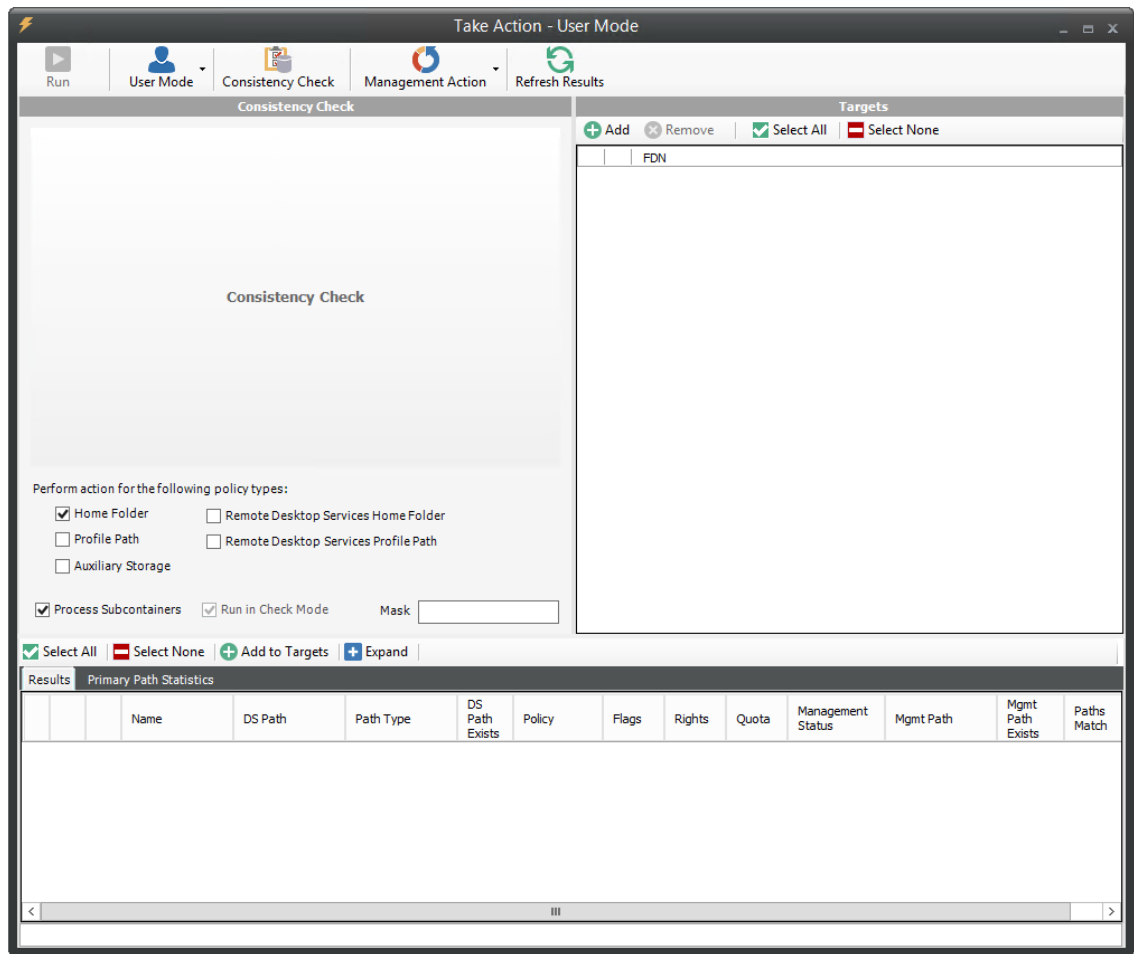 Take Action - User Mode
Run
User Mode
Consistency Check
Management Action
Refresh Results
Consistency Check
Targets
Add
Remove
Select All
Select None
FDN
Consistency Check
Perform action for the following policy types:
Home Folder
Remote Desktop Services Home Folder
Profile Path
Remote Desktop Services Profile Path
Auxiliary Storage
Process Subcontainers
Run in Check Mode
Mask
Select All
Select None
Add to Targets
Expand
Results
Primary Path Statistics
Name
DS Path
Path Type
DS
Path
Exists
Policy
Flags
Rights
Quota
Management
Status
Mgmt Path
Mgmt
Path
Exists
Paths
Match